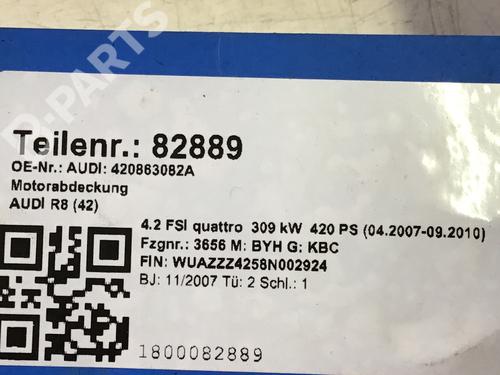 D-PARTS
Teilenr.: 82889
OE-Nr.: AUDI: 420863082A
Motorabdeckung
AUDI R8 (42)
4.2 FSI quattro 309 kW 420 PS (04.2007-09.2010)
Fzgnr.: 3656 M: BYH G: KBC
FIN: WUAZZZ4258N002924
BJ: 11/2007 Tü: 2 Schl.: 1
1800082889